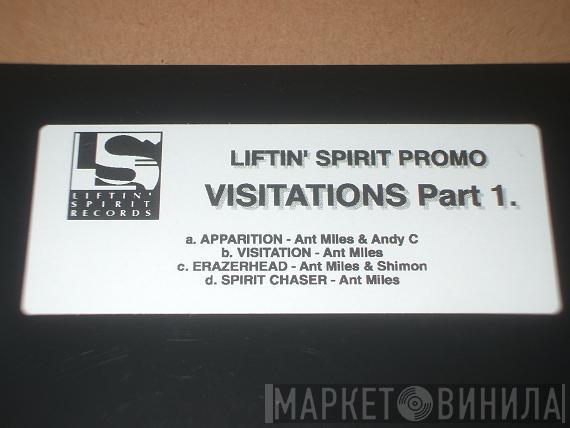 LS
LIFTIN'
SPIRIT
RECORDS
LIFTIN' SPIRIT PROMO
VISITATIONS Part 1.
a. APPARITION - Ant Miles & Andy C
b. VISITATION - Ant Miles
c. ERAZERHEAD - Ant Miles & Shimon
d. SPIRIT CHASER - Ant Miles
МАРКЕТ ВИНИЛА